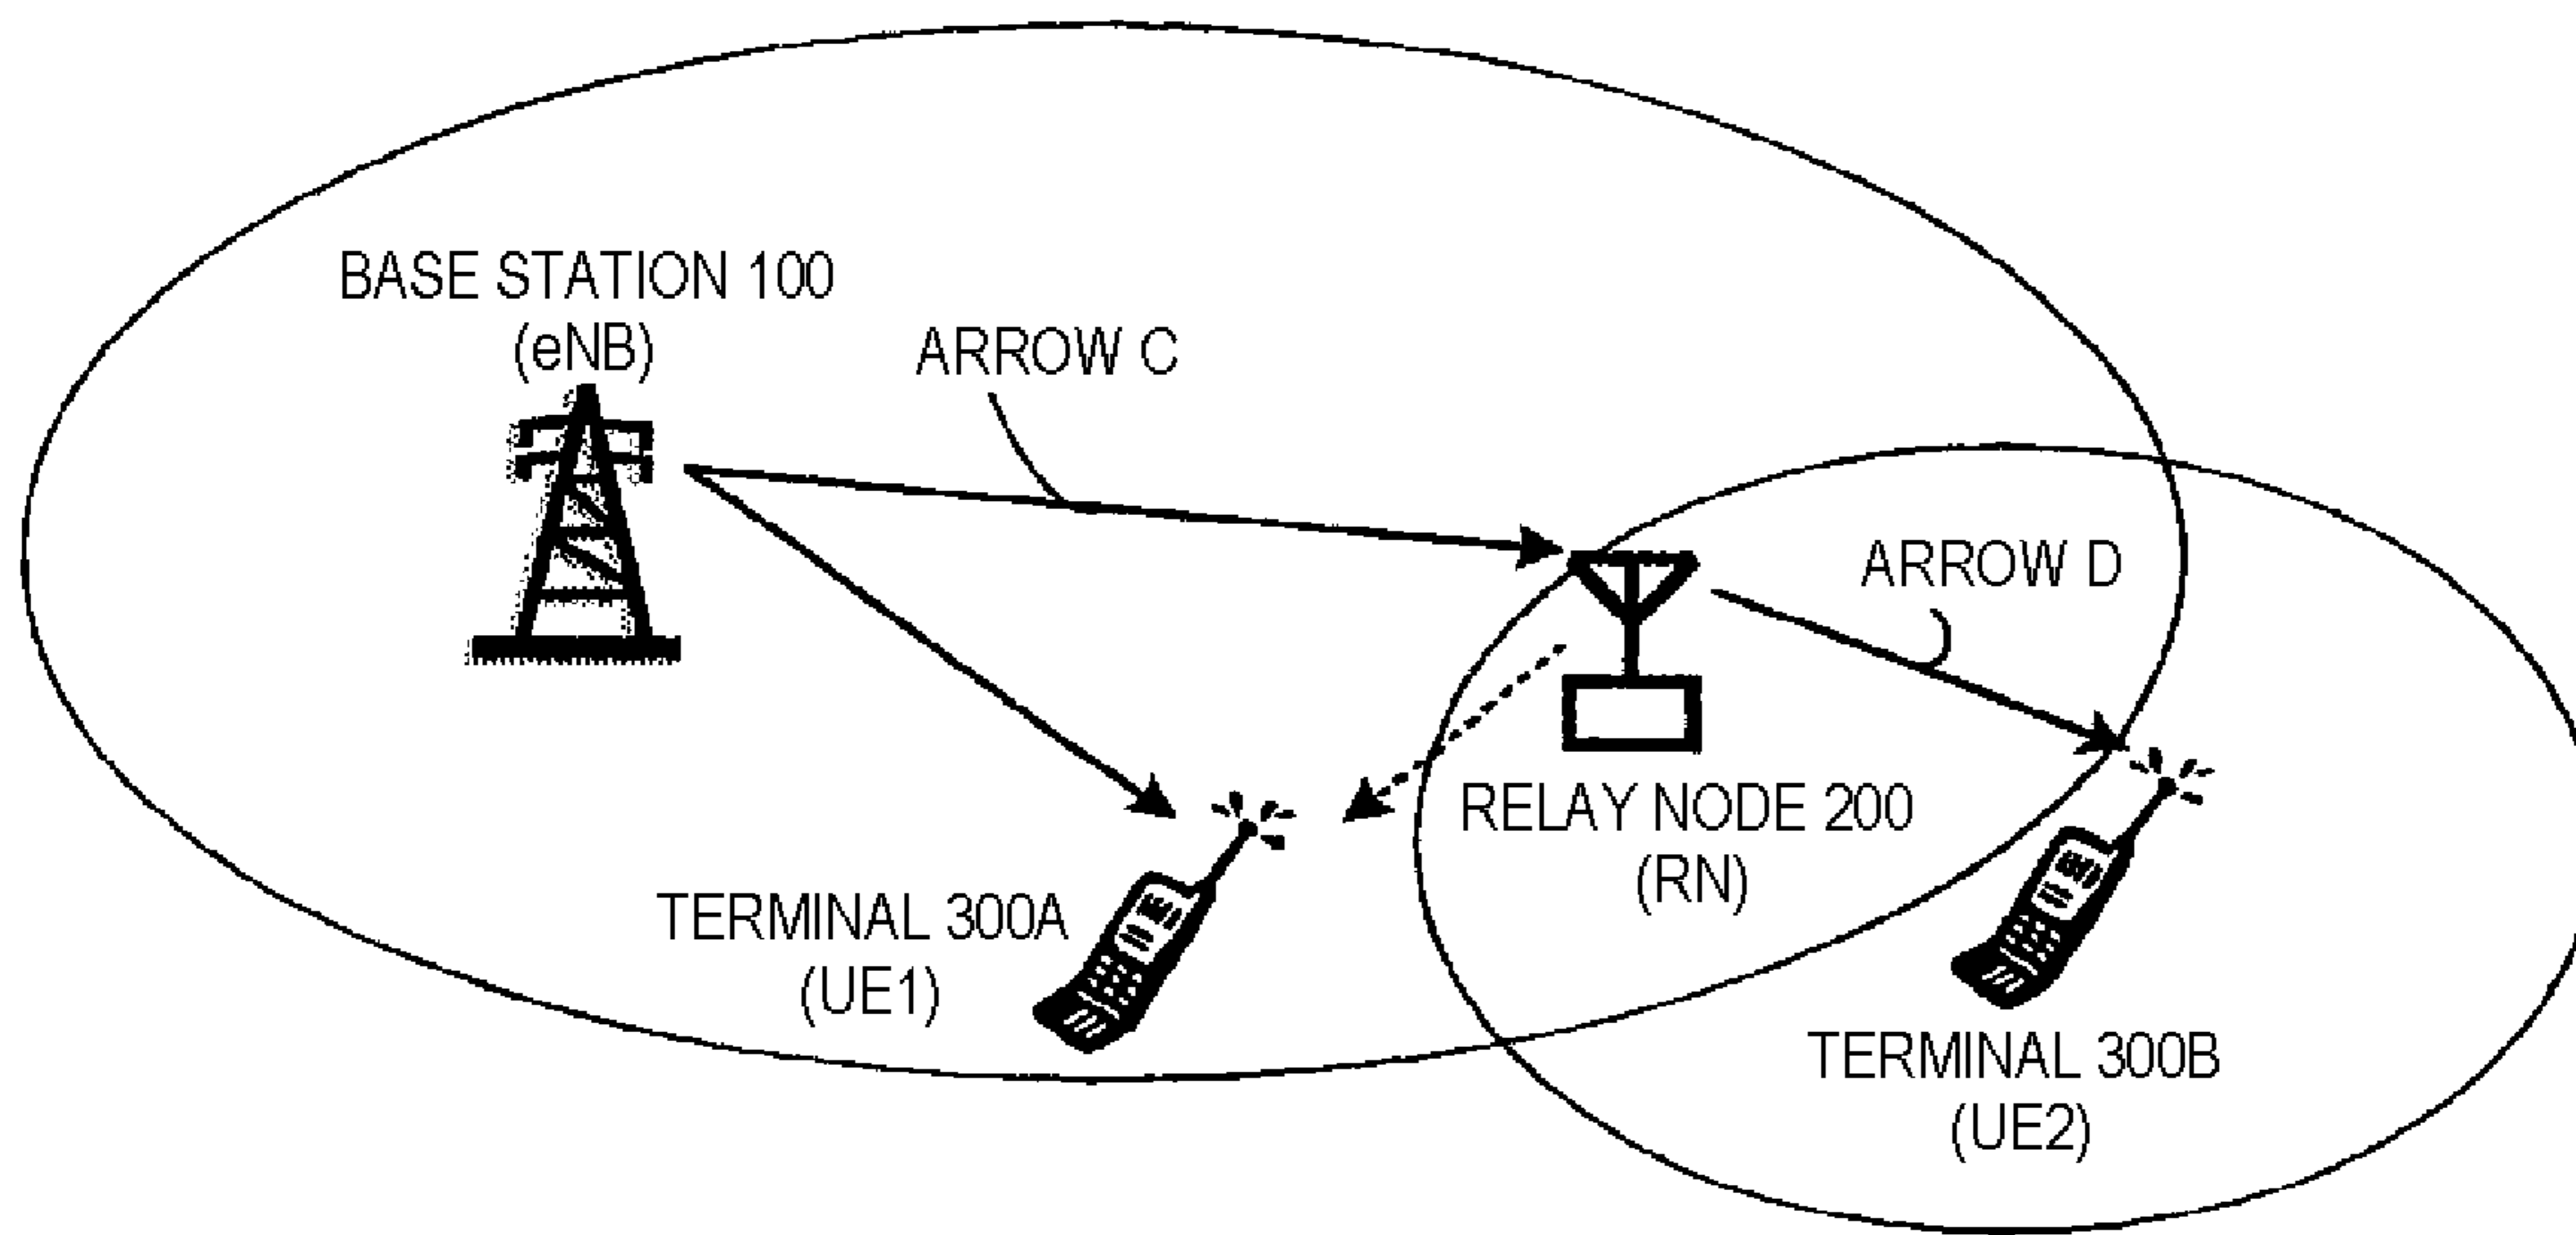 BASE STATION 100
(eNB)
ARROW C
ARROW D
RELAY NODE 200
(RN)
TERMINAL 300A
(UE1)
TERMINAL 300B
(UE2)